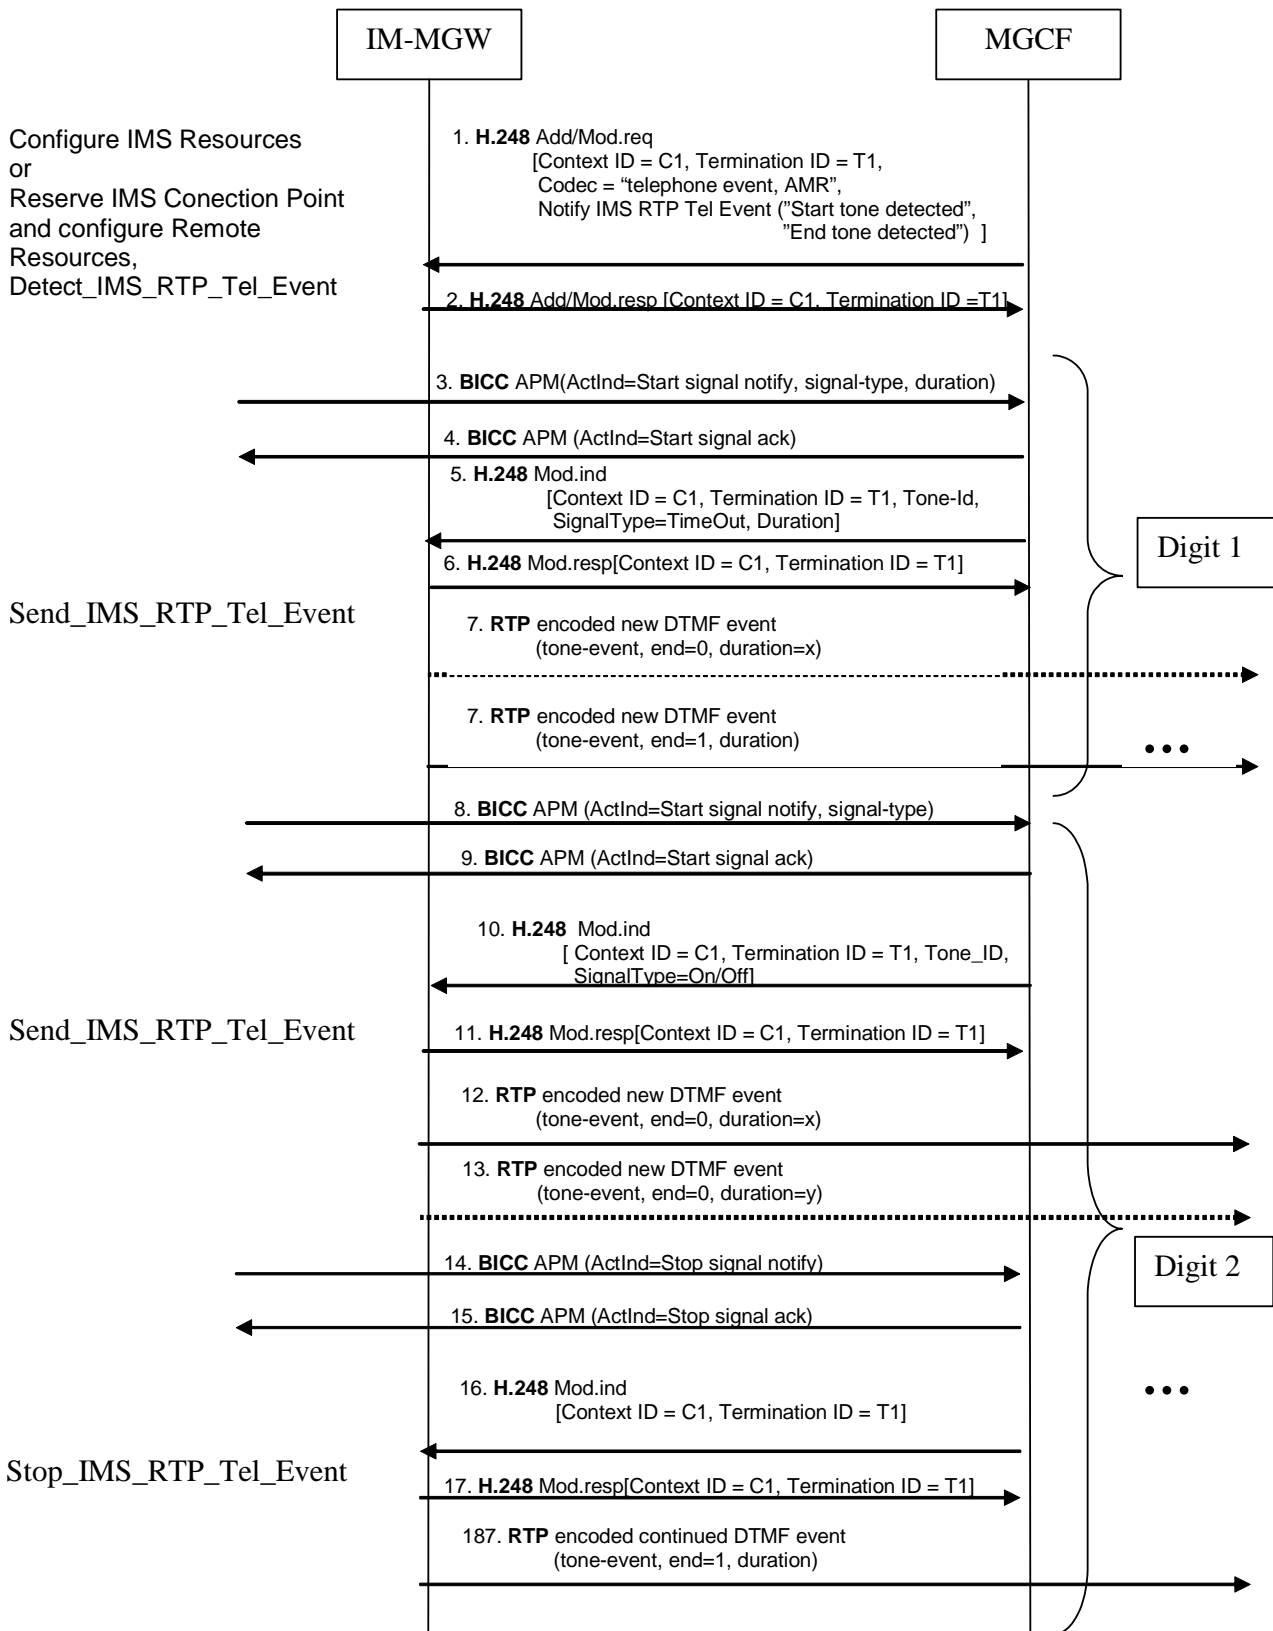 IM-MGW
MGCF
Configure IMS Resources
or
Reserve IMS Conection Point
and configure Remote
Resources,
Detect_IMS_RTP_Tel_Event
1. H.248 Add/Mod.req
[Context ID = C1, Termination ID = T1,
Codec = “telephone event, AMR”,
Notify IMS RTP Tel Event (”Start tone detected”,
”End tone detected”) ]
2. H.248 Add/Mod.resp [Context ID = C1, Termination ID =T1]
3. BICC APM(ActInd=Start signal notify, signal-type, duration)
4. BICC APM (ActInd=Start signal ack)
5. H.248 Mod.ind
[Context ID = C1, Termination ID = T1, Tone-Id,
SignalType=TimeOut, Duration]
Digit 1
6. H.248 Mod.resp[Context ID = C1, Termination ID = T1]
Send_IMS_RTP_Tel_Event
7. RTP encoded new DTMF event
(tone-event, end=0, duration=x)
7. RTP encoded new DTMF event
(tone-event, end=1, duration)
...
8. BICC APM (ActInd=Start signal notify, signal-type)
9. BICC APM (ActInd=Start signal ack)
10. H.248 Mod.ind
[ Context ID = C1, Termination ID = T1, Tone_ID,
SignalType=On/Off]
Send_IMS_RTP_Tel_Event
11. H.248 Mod.resp[Context ID = C1, Termination ID = T1]
12. RTP encoded new DTMF event
(tone-event, end=0, duration=x)
13. RTP encoded new DTMF event
(tone-event, end=0, duration=y)
14. BICC APM (ActInd=Stop signal notify)
Digit 2
15. BICC APM (ActInd=Stop signal ack)
16. H.248 Mod.ind
[Context ID = C1, Termination ID = T1]
...
Stop_IMS_RTP_Tel_Event
17. H.248 Mod.resp[Context ID = C1, Termination ID = T1]
187. RTP encoded continued DTMF event
(tone-event, end=1, duration)